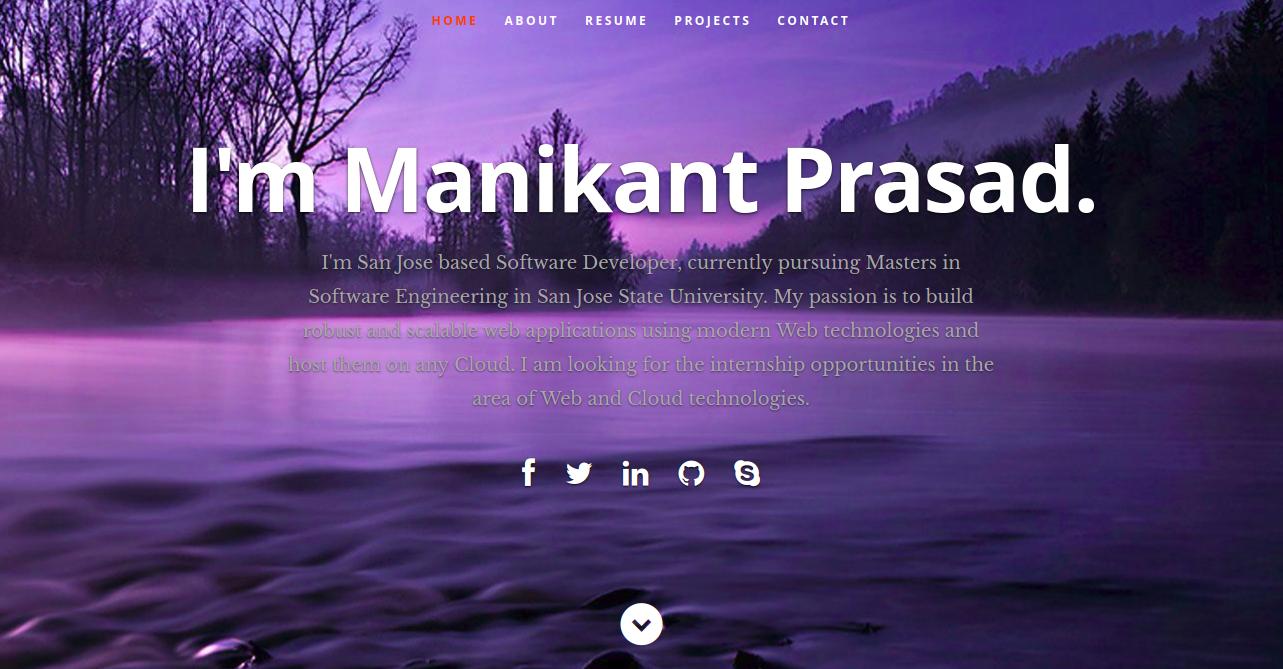 HOME ABOUT RESUME PROJECTS CONTACT
I'm Manikant Prasad.
I'm San Jose based Software Developer, currently pursuing Masters in
Software Engineering in San Jose State University. My passion is to build
robust and scalable web applications using modern Web technologies and
host them on any Cloud. I am looking for the internship opportunities in the
area of Web and Cloud technologies.